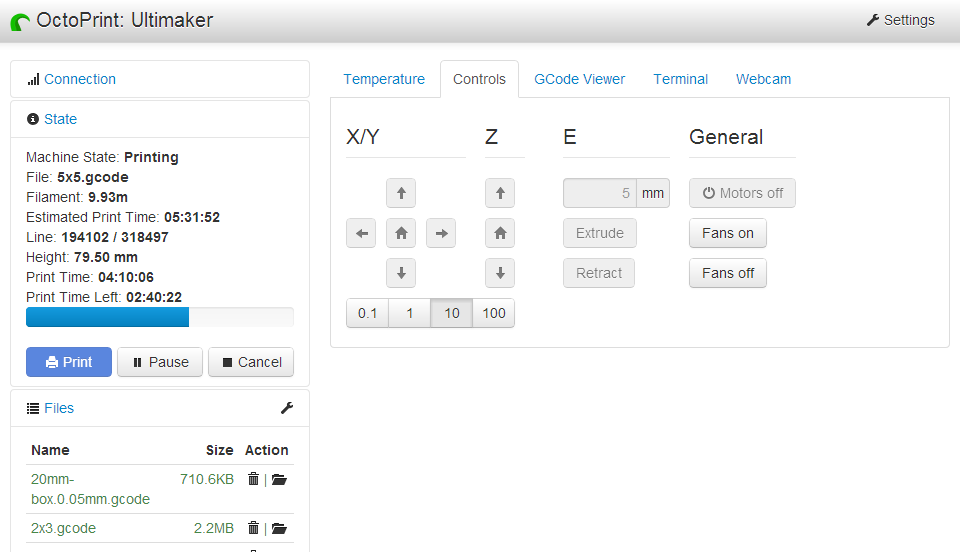 OctoPrint: Ultimaker
Settings
Connection
State
Machine State: Printing
File: 5x5.gcode
Filament: 9.93m
Estimated Print Time: 05:31:52
Line: 194102 / 318497
Height: 79.50 mm
Print Time: 04:10:06
Print Time Left: 02:40:22
Print Pause Cancel
Files
Name Size Action
20mm-
box.0.05mm.gcode 710.6KB |
2x3.gcode 2.2MB |
Temperature Controls GCode Viewer Terminal Webcam
X/Y Z E General
5 mm Motors off
Extrude Fans on
Retract Fans off
0.1 1 10 100